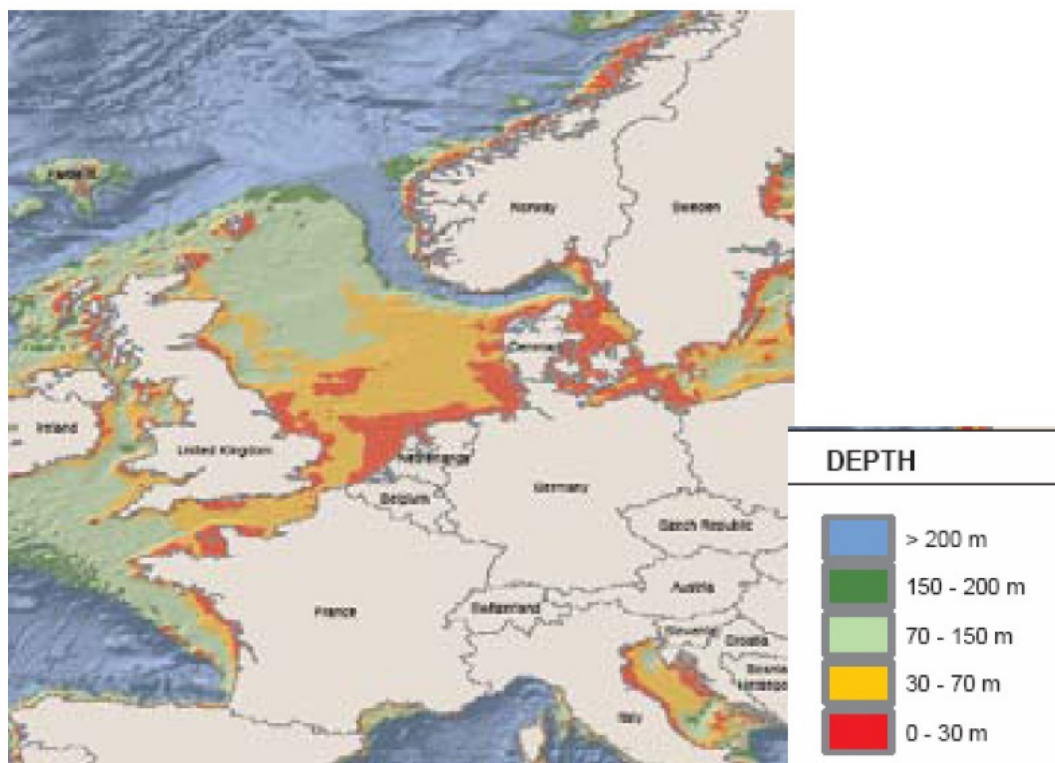 Norway
Sweden
Ireland
United Kingdom
Netherlands
Belgium
Germany
Czech Republic
Austria
France
Switzerland
Slovenia
Croatia
Italy
DEPTH
> 200 m
150 - 200 m
70 - 150 m
30 - 70 m
0 - 30 m